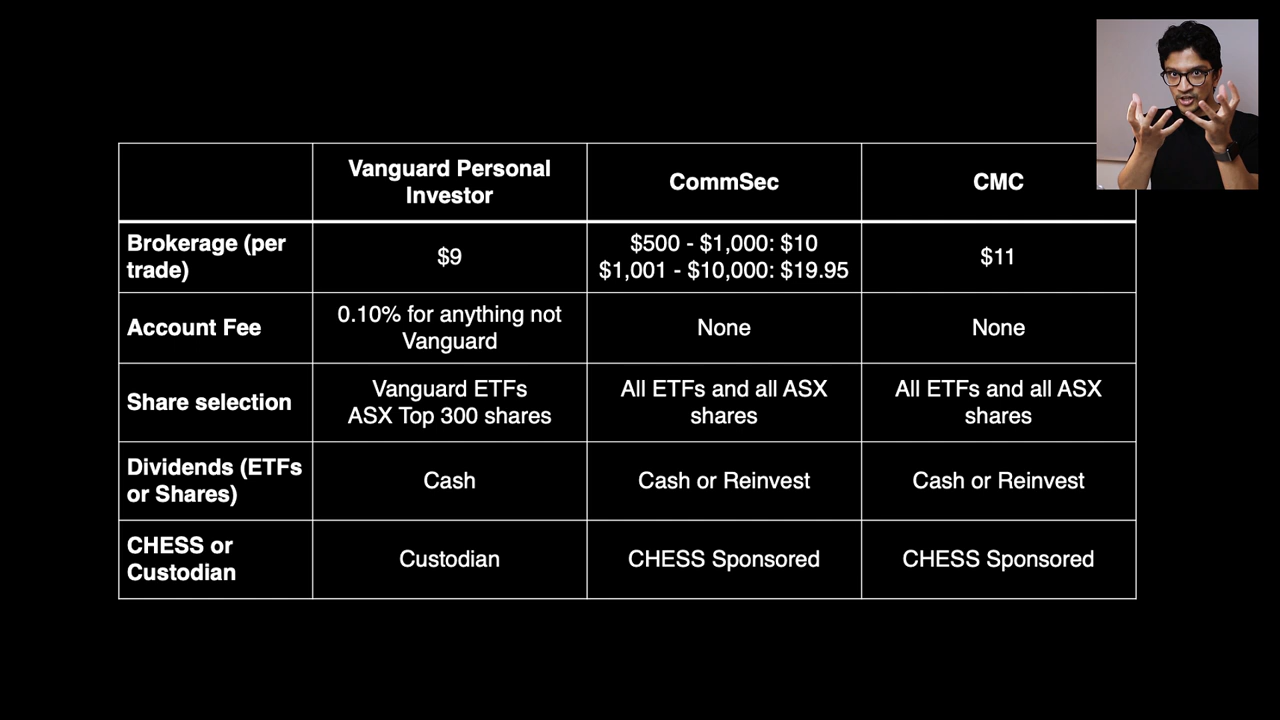 Vanguard Personal
Investor
CommSec
CMC
Brokerage (per
trade)
$9
$500 - $1,000: $10
$1,001 - $10,000: $19.95
$11
Account Fee
0.10% for anything not
Vanguard
None
None
Share selection
Vanguard ETFs
ASX Top 300 shares
All ETFs and all ASX
shares
All ETFs and all ASX
shares
Dividends (ETFs
or Shares)
Cash
Cash or Reinvest
Cash or Reinvest
CHESS or
Custodian
Custodian
CHESS Sponsored
CHESS Sponsored